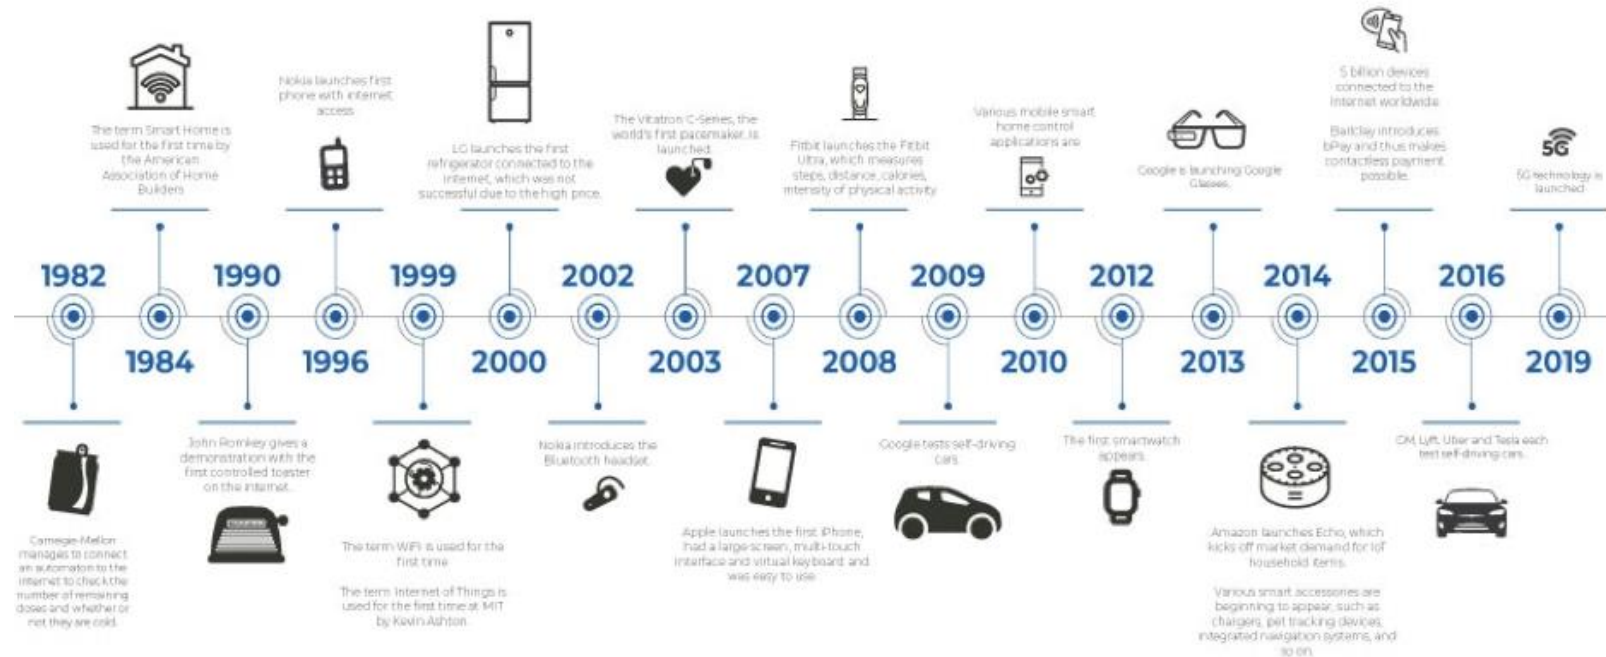 1982
Carnegie-Mellon
manages to connect
an automaton to the
internet to check the
number of remaining
doses and whether or
not they are cold.
The term Smart Home is
used for the first time by
the American
Association of Home
Builders
1984
1990
John Romkey gives a
demonstration with the
first controlled toaster
on the internet.
Nokia launches first
phone with internet
access
1996
1999
The term WiFi is used for the
first time
The term Internet of Things is
used for the first time at MIT
by Kevin Ashton
LG launches the first
refrigerator connected to the
Internet, which was not
successful due to the high price.
2000
2002
Nokia introduces the
Bluetooth headset.
The Vitatron C-Series, the
world's first pacemaker, is
launched.
2003
2007
Apple launches the first iPhone,
had a large screen, multi-touch
interface and virtual keyboard and
was easy to use
Fitbit launches the Fitbit
Ultra, which measures
steps, distance, calories,
intensity of physical activity
2008
2009
Google tests self-driving
cars.
Various mobile smart
home control
applications are
2010
2012
The first smartwatch
appears.
Google is launching Google
Glasses.
2013
2014
Amazon launches Echo, which
kicks off market demand for IoT
household items.
Various smart accessories are
beginning to appear, such as
chargers, pet tracking devices,
integrated navigation systems, and
so on.
5 billion devices
connected to the
Internet worldwide
introduces
bPay and thus makes
contactless payment
possible.
2015
2016
GM, Lyft, Uber and Tesla each
test self-driving cars.
5G
5G technology is
launched
2019